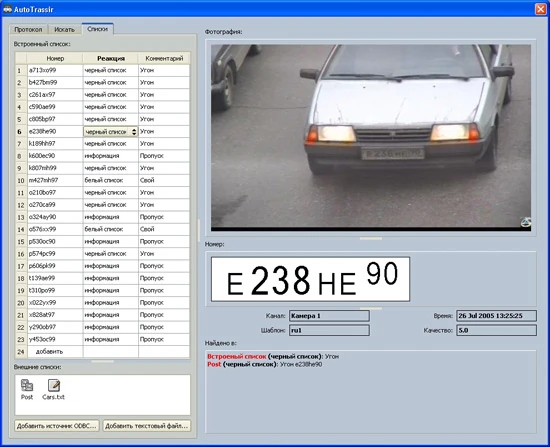 AutoTrassir
Протокол Искать Списки
Встроенный список:
Номер Реакция Комментарий
1 a713xo99 черный список Угон
2 b427bm99 черный список Угон
3 c261ax97 черный список Угон
4 c590ae99 черный список Угон
5 c805bp97 черный список Угон
6 e238he90 черный список Угон
7 k189hh97 черный список Угон
8 k600ec90 информация Пропуск
9 k807mh99 черный список Угон
10 m427mh97 белый список Свой
11 o210bo97 черный список Угон
12 o270ca99 черный список Угон
13 o324ay90 информация Пропуск
14 o576xx99 белый список Свой
15 p530oc90 информация Пропуск
16 p574pc99 черный список Угон
17 p606pk99 информация Пропуск
18 t139ae99 информация Пропуск
19 t310po99 информация Пропуск
20 x022yx99 информация Пропуск
21 x828at97 информация Пропуск
22 y290ob97 информация Пропуск
23 y453oc99 информация Пропуск
24 добавить
Внешние списки:
Post Cars.txt
Добавить источник ODBC... Добавить текстовый файл...
Фотография:
E238HE90
Номер:
E 238 HE 90
Канал: Камера 1 Время: 26 Jul 2005 13:25:25
Шаблон: ru1 Качество: 5.0
Найдено в:
Встроеный список (черный список): Угон
Post (черный список): Угон e238he90